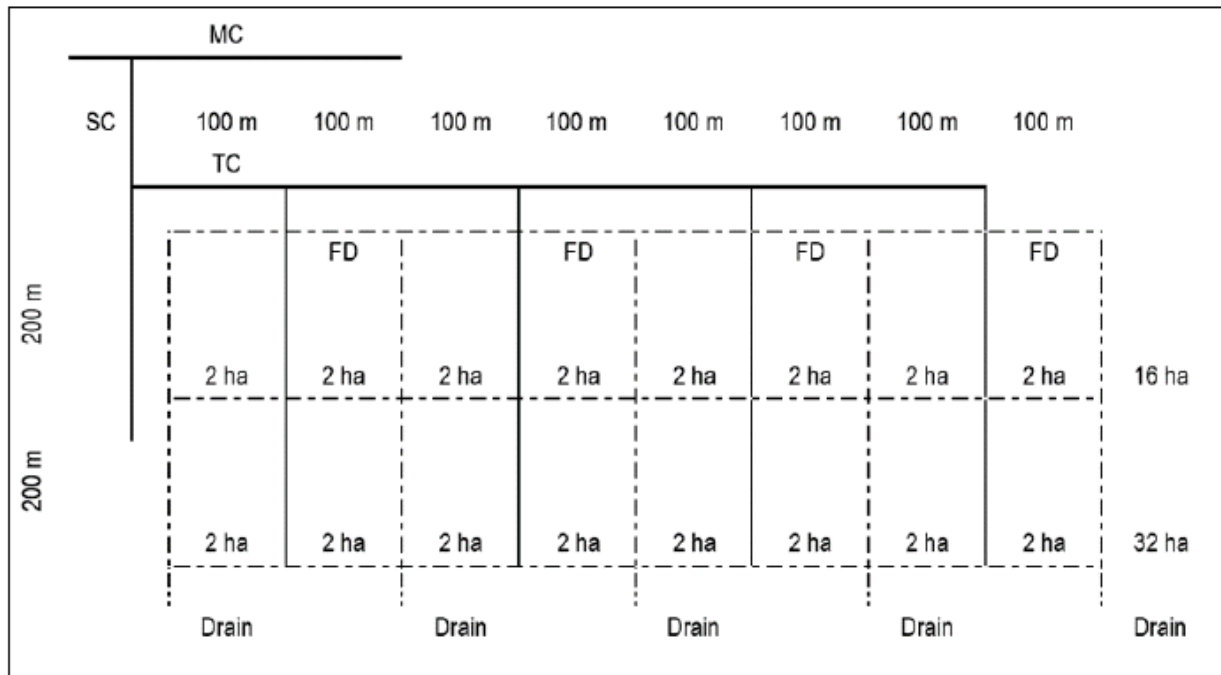 MC
SC 100 m 100 m 100 m 100 m 100 m 100 m 100 m 100 m
TC
FD FD FD FD
200 m
2 ha 2 ha 2 ha 2 ha 2 ha 2 ha 2 ha 2 ha 16 ha
200 m
2 ha 2 ha 2 ha 2 ha 2 ha 2 ha 2 ha 2 ha 32 ha
Drain Drain Drain Drain Drain